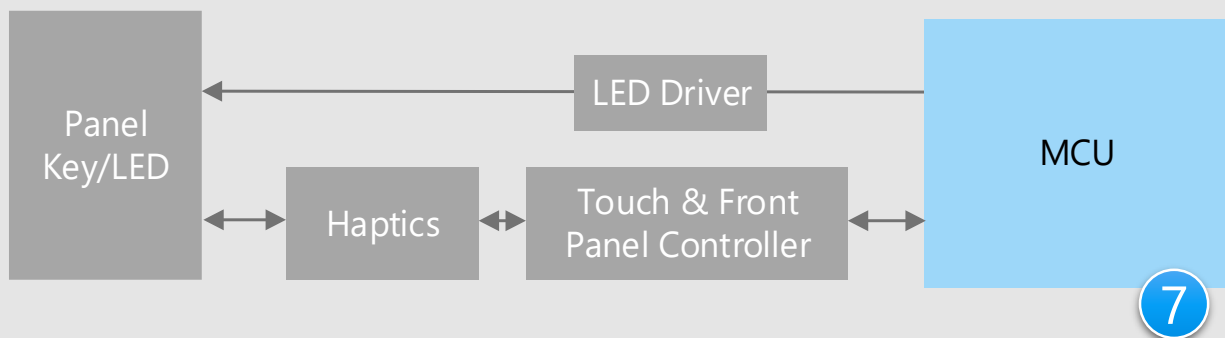 LED Driver
Panel
Key/LED
MCU
Haptics
Touch & Front
Panel Controller
7